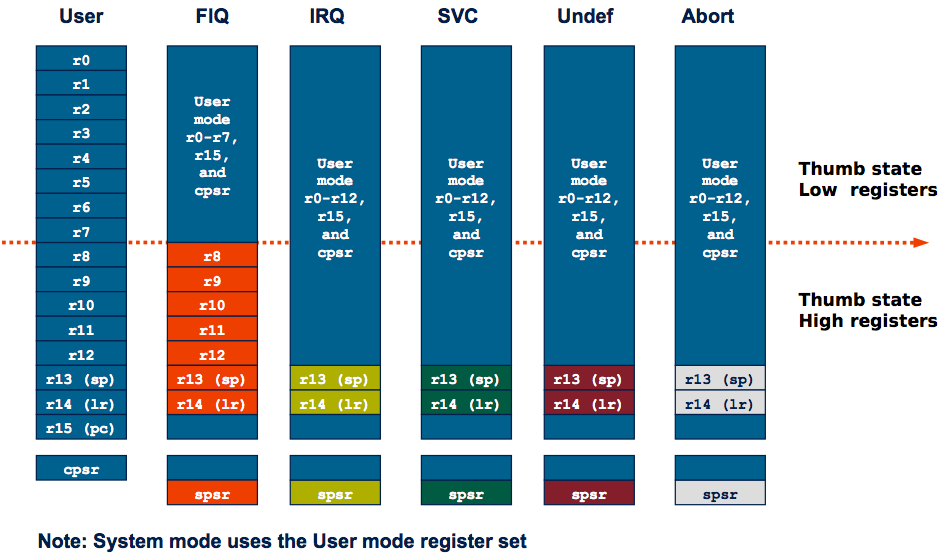 User
FIQ
IRQ
SVC
Undef
Abort
r0
r1
r2
r3
r4
r5
r6
r7
r8
r9
r10
r11
r12
r13 (sp)
r14 (lr)
r15 (pc)
cpsr
User
mode
r0-r7,
r15,
and
cpsr
r8
r9
r10
r11
r12
r13 (sp)
r14 (lr)
spsr
User
mode
r0-r12,
r15,
and
cpsr
r13 (sp)
r14 (lr)
spsr
User
mode
r0-r12,
r15,
and
cpsr
r13 (sp)
r14 (lr)
spsr
User
mode
r0-r12,
r15,
and
cpsr
r13 (sp)
r14 (lr)
spsr
User
mode
r0-r12,
r15,
and
cpsr
r13 (sp)
r14 (lr)
spsr
Thumb state
Low registers
Thumb state
High registers
Note: System mode uses the User mode register set